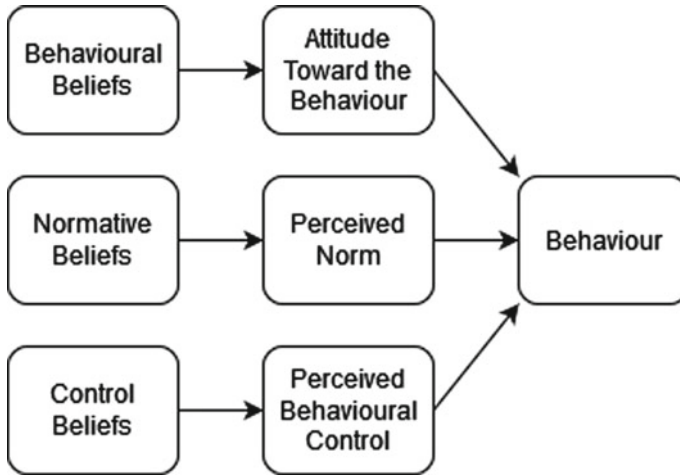 Behavioural
Beliefs
Attitude
Toward the
Behaviour
Normative
Beliefs
Perceived
Norm
Behaviour
Control
Beliefs
Perceived
Behavioural
Control